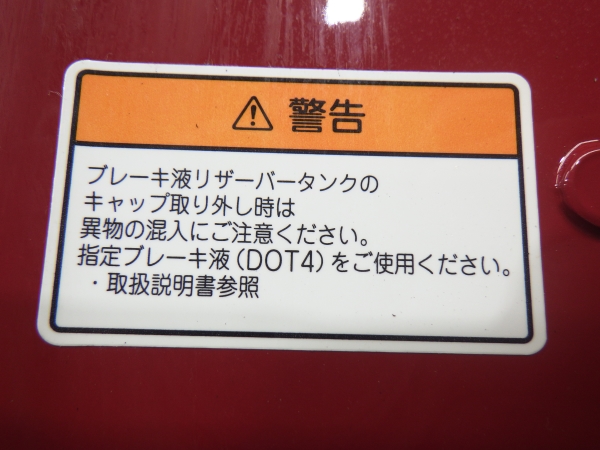 ⚠ 警告
ブレーキ液リザーバータンクの
キャップ取り外し時は
異物の混入にご注意ください。
指定ブレーキ液(DOT4)をご使用ください。
・取扱説明書参照